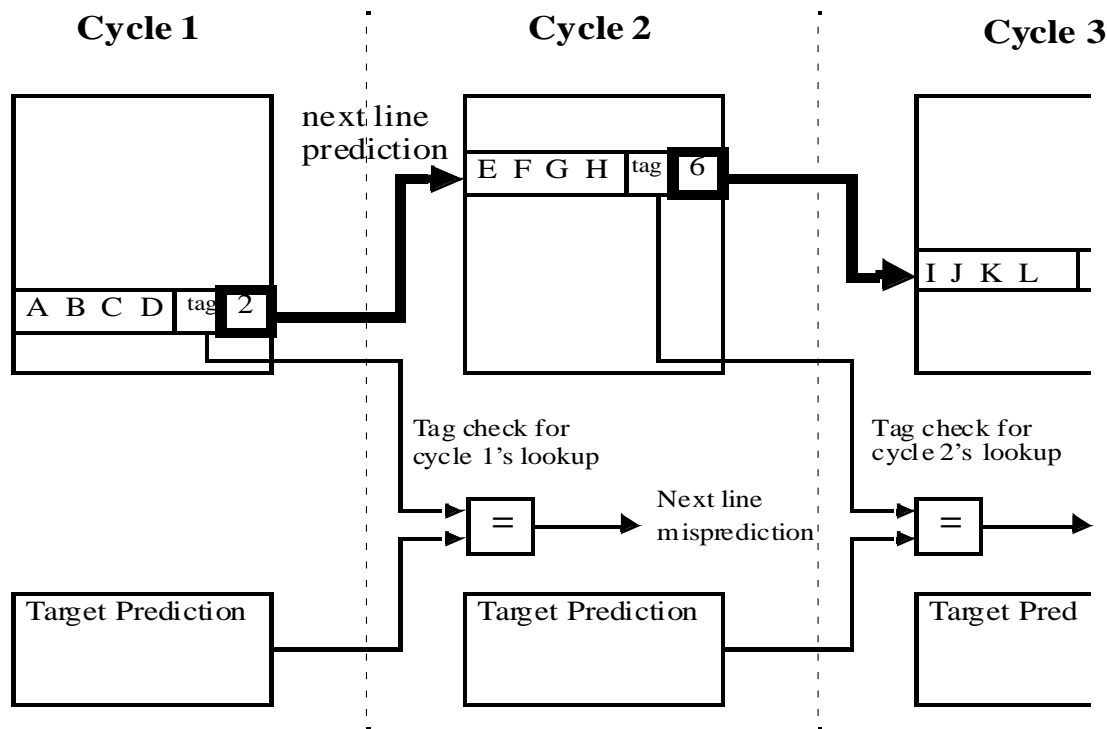 Cycle 1
Cycle 2
Cycle 3
next line
prediction
E F G H tag 6
I J K L
A B C D tag 2
Tag check for
cycle 1's lookup
Tag check for
cycle 2's lookup
=
Next line
misprediction
=
Target Prediction
Target Prediction
Target Pred